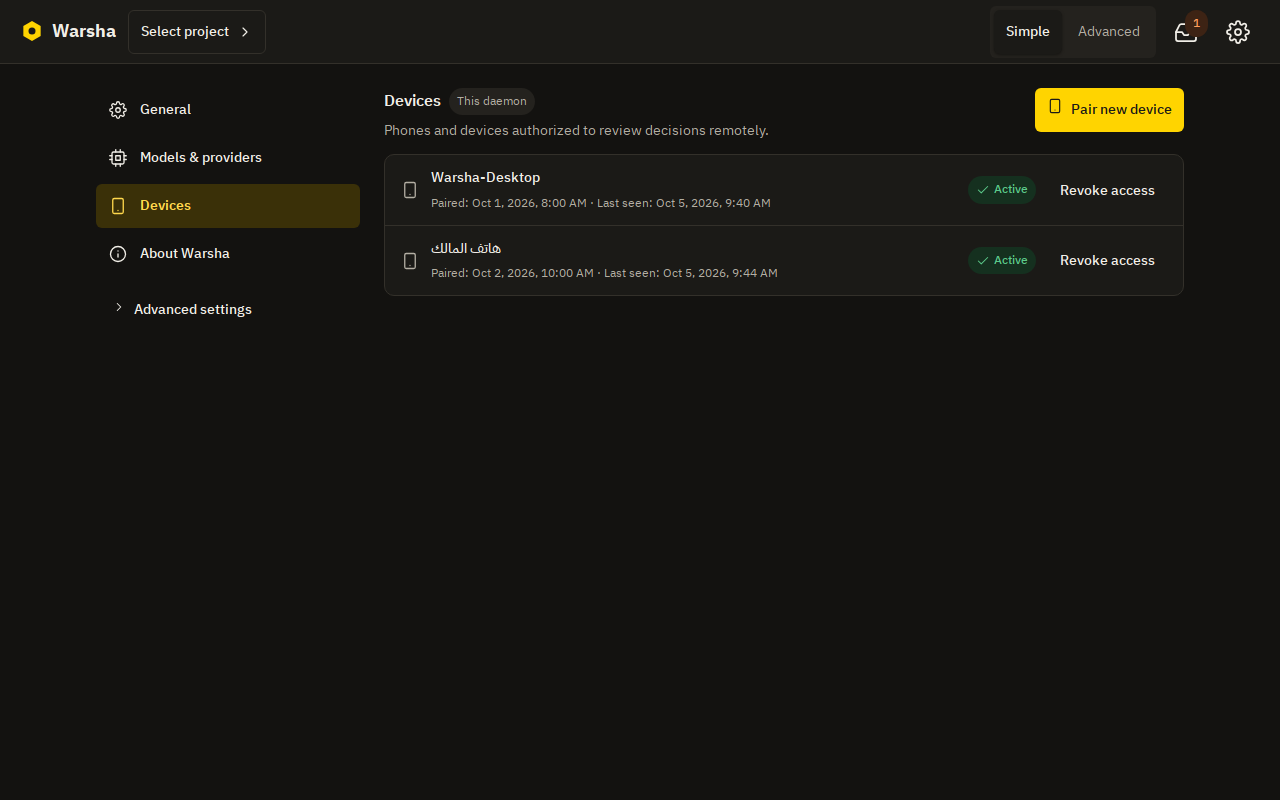 Warsha
Select project
Simple
Advanced
1
General
Models & providers
Devices
About Warsha
Advanced settings
Devices
This daemon
Phones and devices authorized to review decisions remotely.
Pair new device
Warsha-Desktop
Paired: Oct 1, 2026, 8:00 AM · Last seen: Oct 5, 2026, 9:40 AM
Active
Revoke access
هاتف المالك
Paired: Oct 2, 2026, 10:00 AM · Last seen: Oct 5, 2026, 9:44 AM
Active
Revoke access